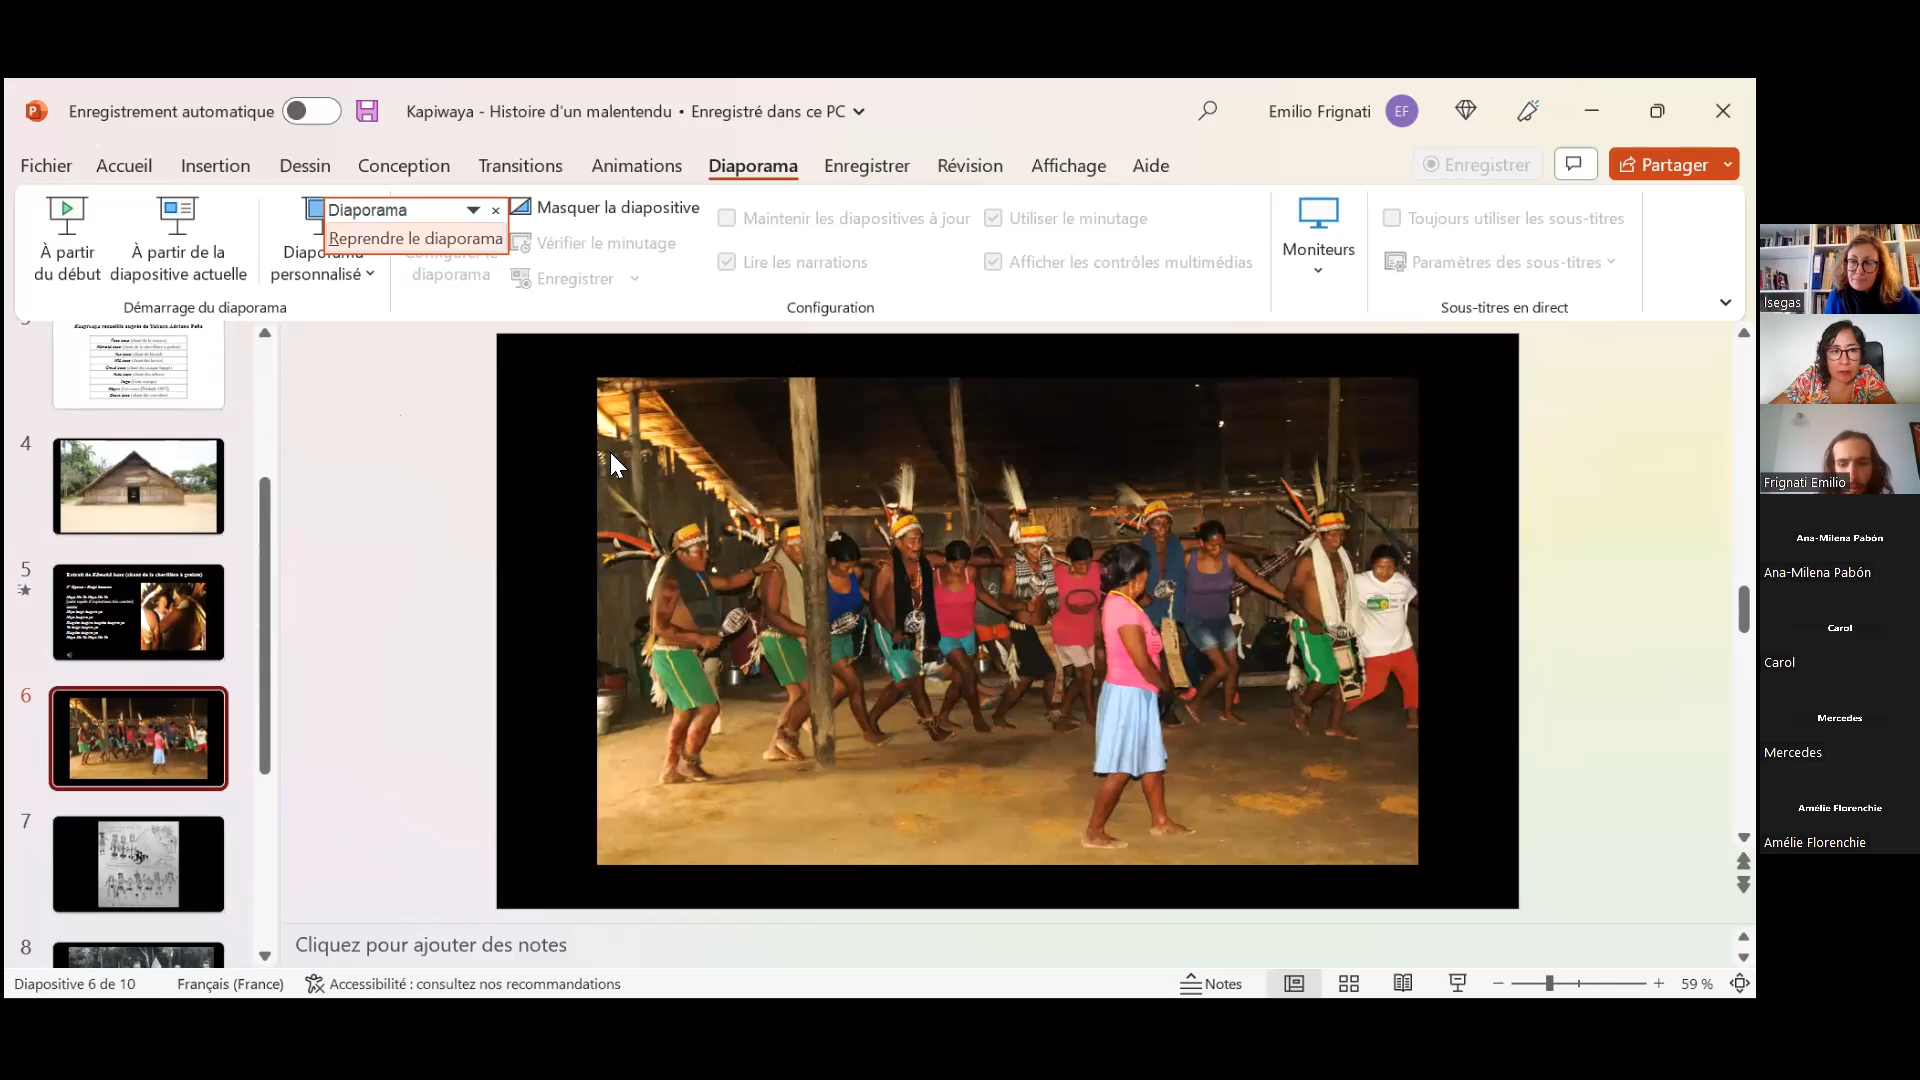 Enregistrement automatique
Kapiwaya - Histoire d'un malentendu • Enregistré dans ce PC
Emilio Frignati
EF
Fichier
Accueil
Insertion
Dessin
Conception
Transitions
Animations
Diaporama
Enregistrer
Révision
Affichage
Aide
Enregistrer
Partager
À partir
du début
À partir de la
diapositive actuelle
Diaporama
personnalisé
Démarrage du diaporama
Diaporama
Reprendre le diaporama
diaporama
Masquer la diapositive
Vérifier le minutage
Enregistrer
Maintenir les diapositives à jour
Lire les narrations
Utiliser le minutage
Afficher les contrôles multimédias
Configuration
Moniteurs
Toujours utiliser les sous-titres
Paramètres des sous-titres
Sous-titres en direct
4
5
6
7
8
Cliquez pour ajouter des notes
Diapositive 6 de 10
Français (France)
Accessibilité : consultez nos recommandations
Notes
59 %
lsegas
Frignati Emilio
Ana-Milena Pabón
Ana-Milena Pabón
Carol
Carol
Mercedes
Mercedes
Amélie Florenchie
Amélie Florenchie